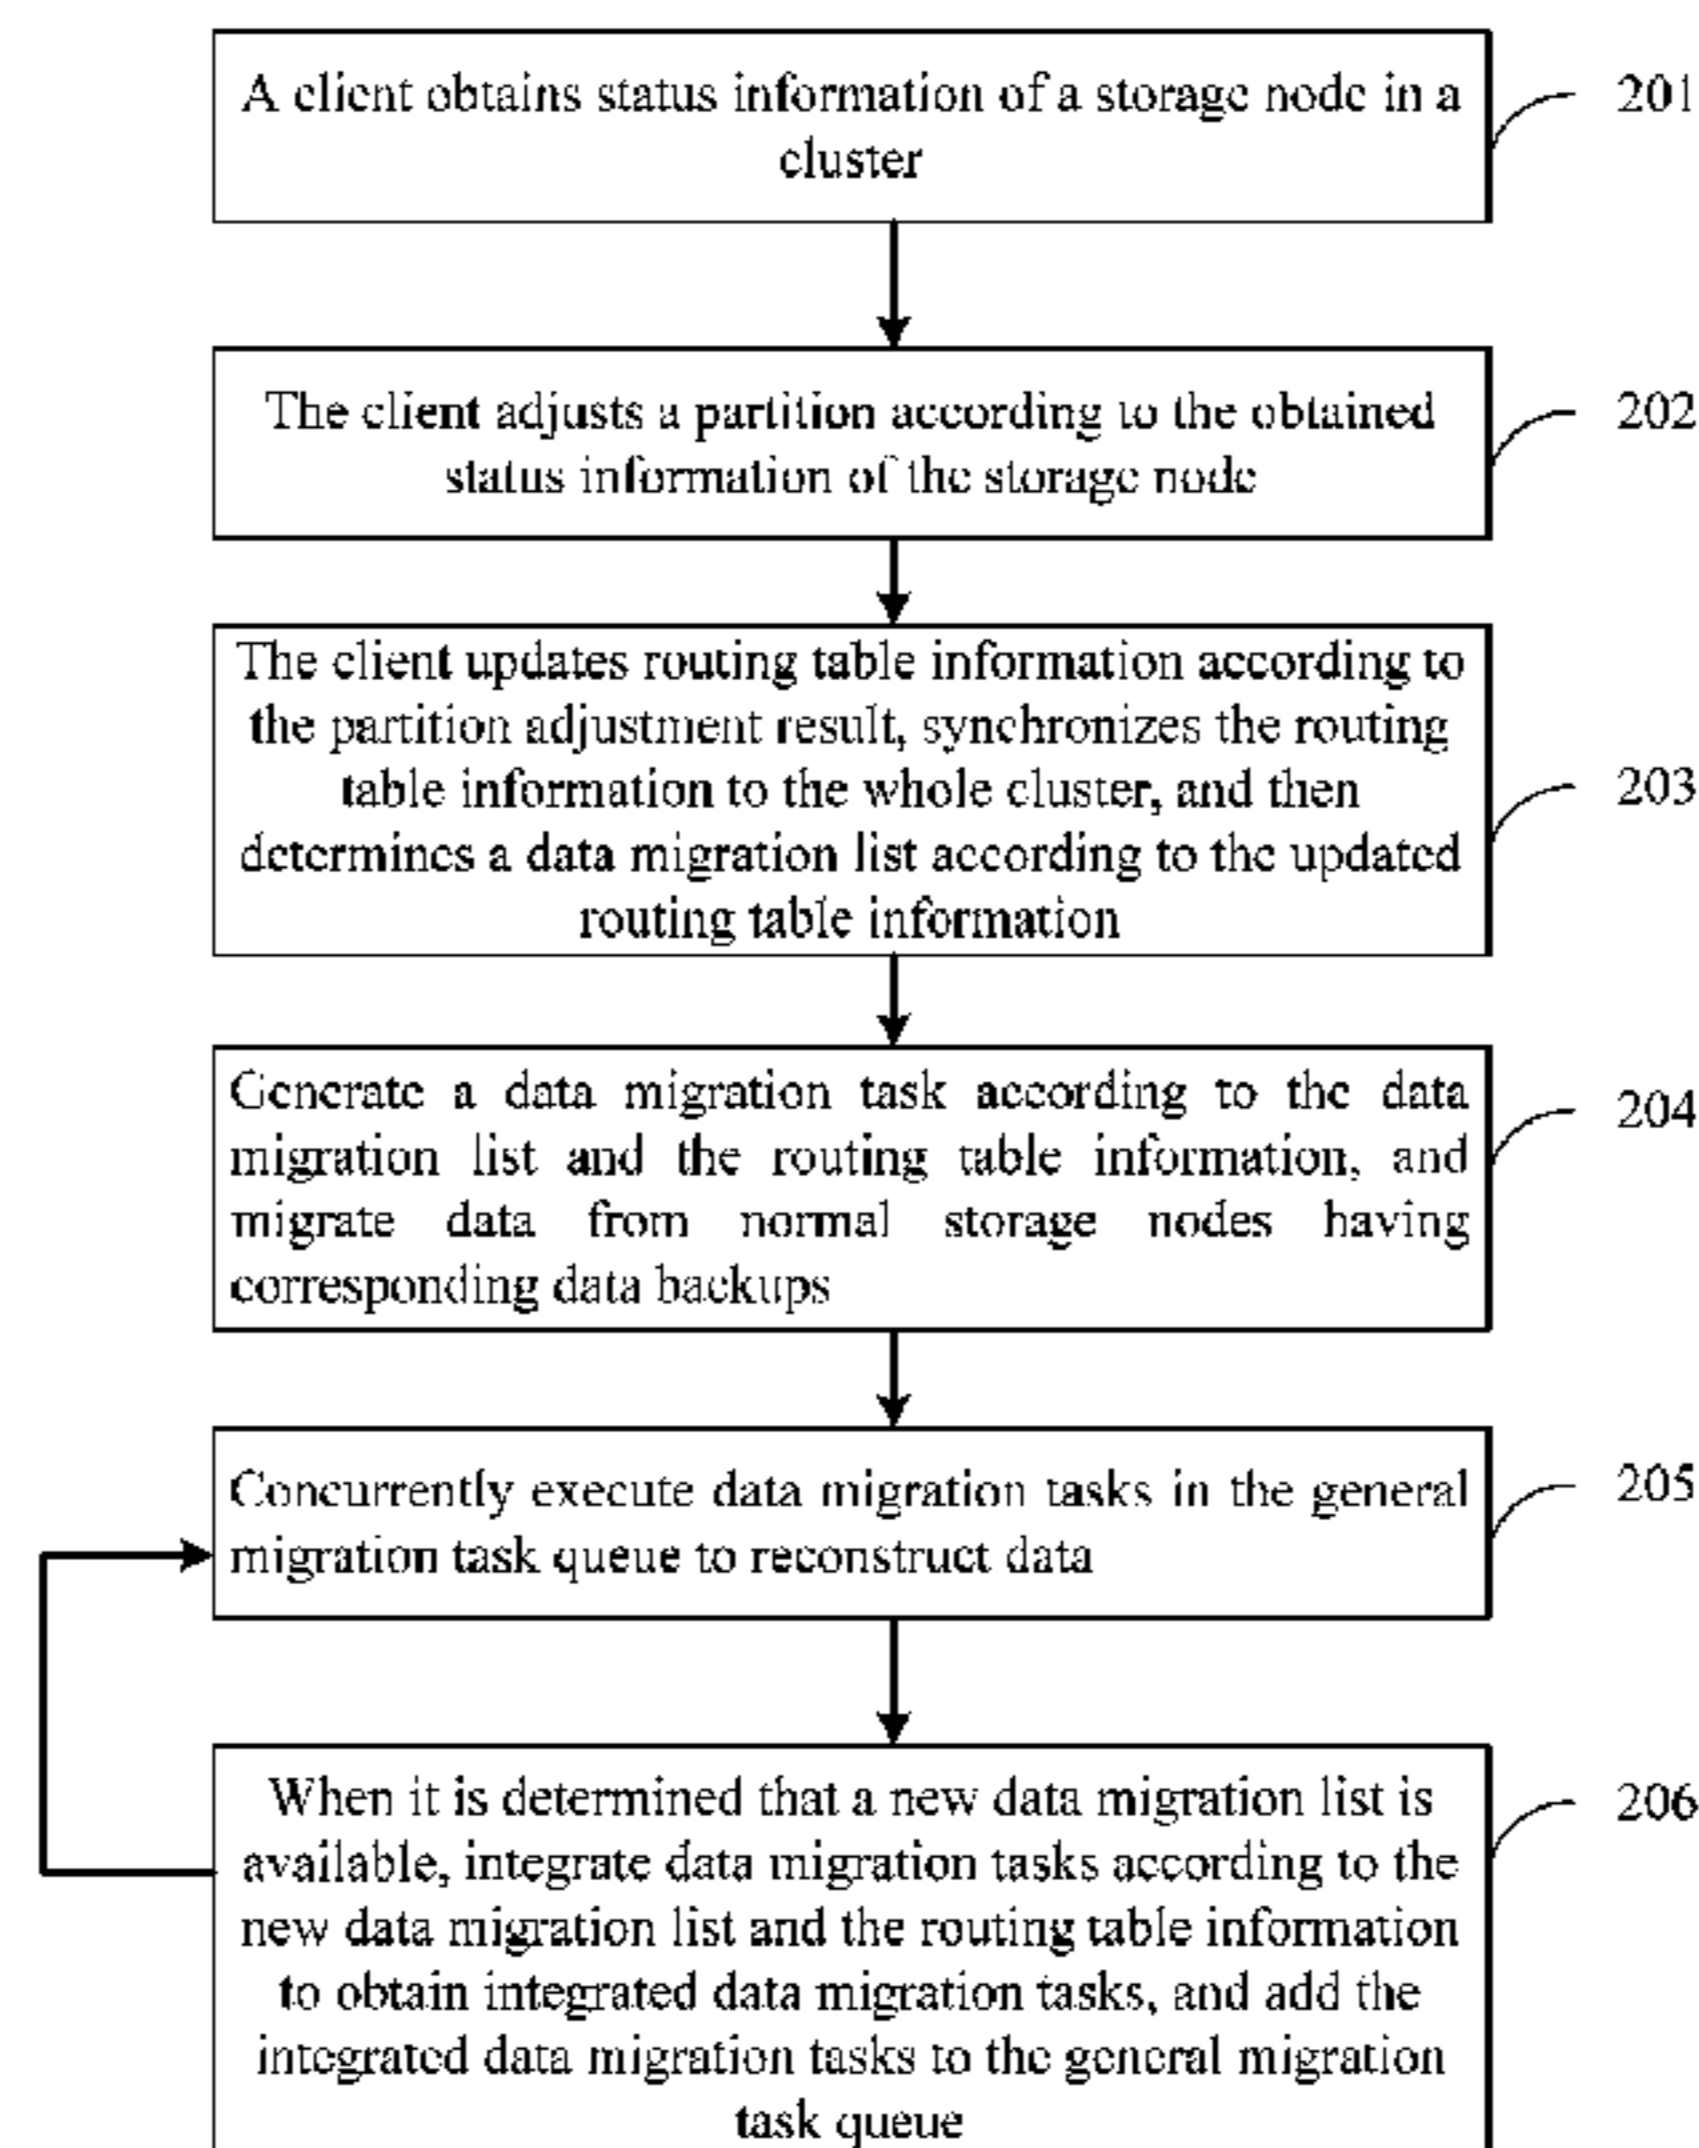 A client obtains status information of a storage node in a
cluster
201
The client adjusts a partition according to the obtained
status information of the storage node
202
The client updates routing table information according to
the partition adjustment result, synchronizes the routing
table information to the whole cluster, and then
determines a data migration list according to the updated
routing table information
203
Generate a data migration task according to the data
migration list and the routing table information, and
migrate data from normal storage nodes having
corresponding data backups
204
Concurrently execute data migration tasks in the general
migration task queue to reconstruct data
205
When it is determined that a new data migration list is
available, integrate data migration tasks according to the
new data migration list and the routing table information
to obtain integrated data migration tasks, and add the
integrated data migration tasks to the general migration
task queue
206